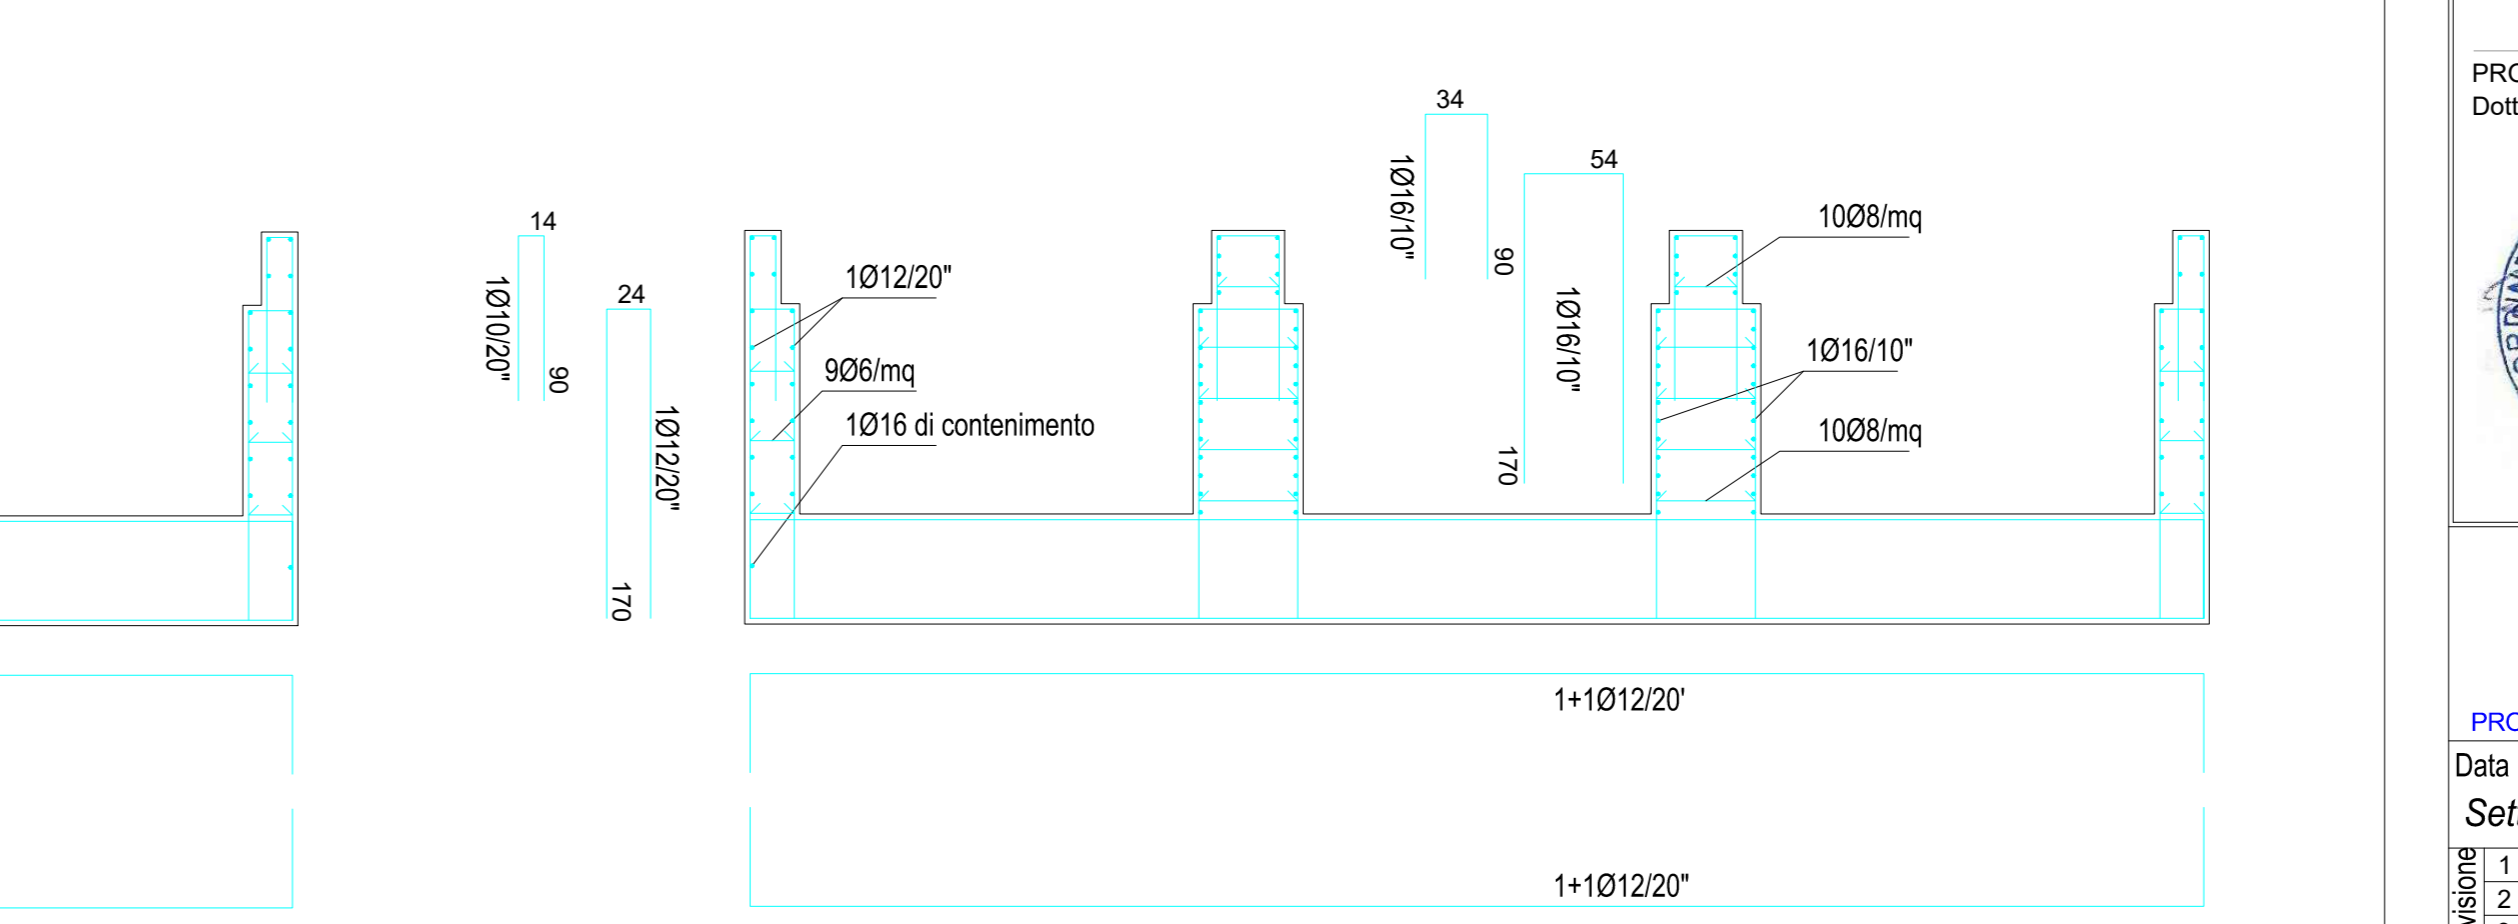 34
54
14
24
90
170
1Ø10/20"
1Ø12/20"
1Ø12/20"
9Ø6/mq
1Ø16 di contenimento
1Ø16/10"
90
1Ø16/10"
170
10Ø8/mq
1Ø16/10"
10Ø8/mq
1+1Ø12/20'
1+1Ø12/20"
PRO
Dott
PRO
Data
Set
visione
1
2